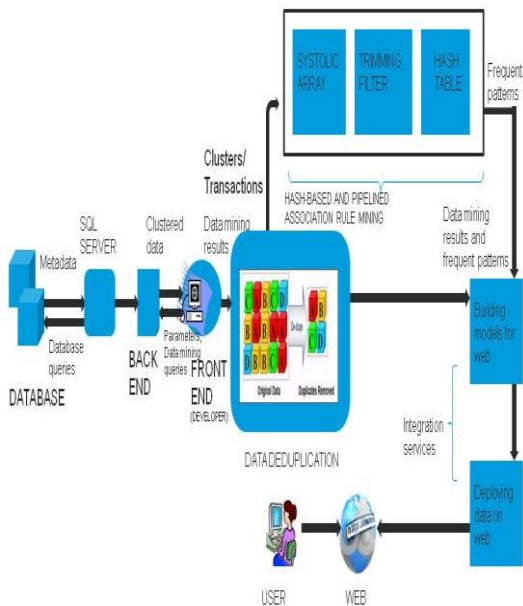 SYSTOLIC
ARRAY
TRIMMING
FILTER
HASH
TABLE
Frequent
patterns
Clusters/
Transactions
HASH-BASED AND PIPELINED
ASSOCIATION RULE MINING
SQL
SERVER
Clustered
data
Data mining
results
Data mining
results and
frequent patterns
Metadata
Database
queries
DATABASE
BACK
END
Parameters,
Data mining
queries
FRONT
END
(DEVELOPER)
C A B C D
De-dupe
A B
C D
D B B C A
Original Data
Duplicates Removed
DATA DEDUPLICATION
Building
models for
web
Integration
services
Deploying
data on
web
USER
WEB